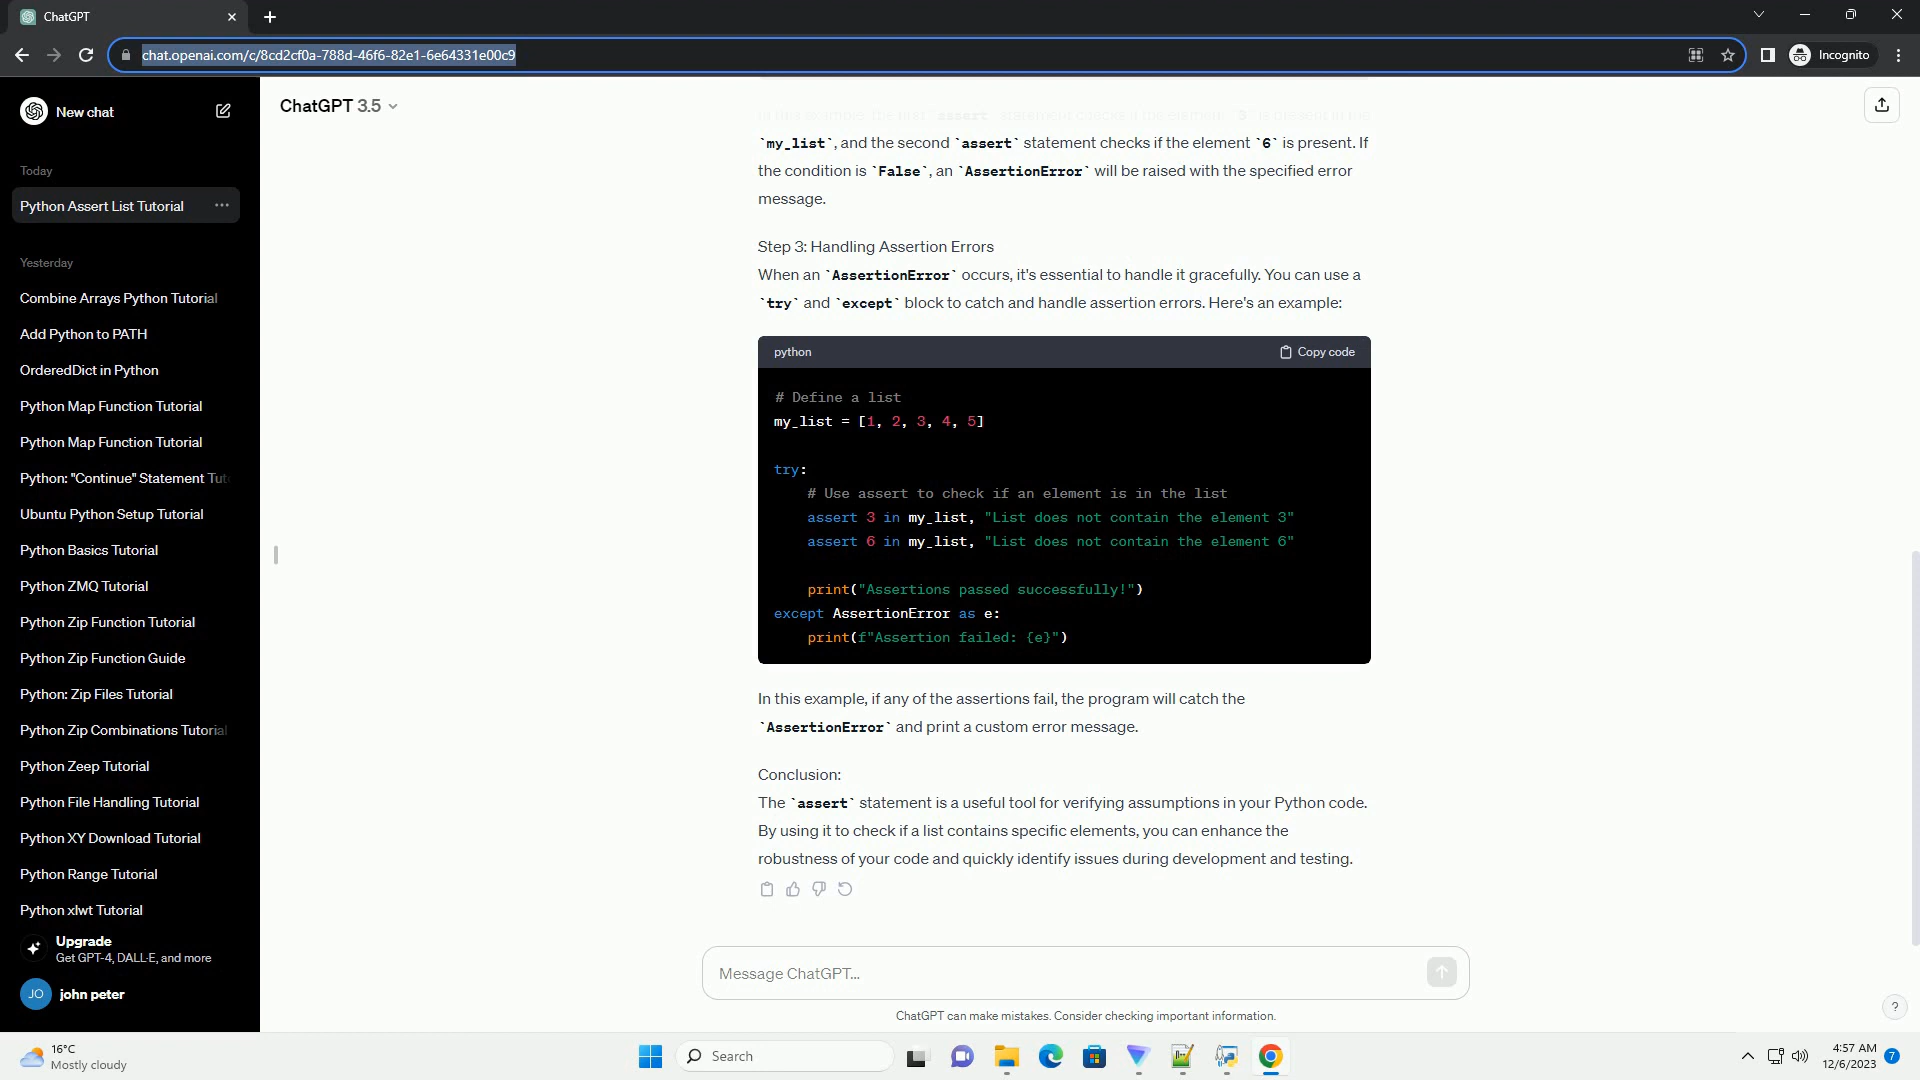 ChatGPT
chat.openai.com/c/8cd2cf0a-788d-46f6-82e1-6e64331e00c9
Incognito
New chat
ChatGPT 3.5
Today
Python Assert List Tutorial
Yesterday
Combine Arrays Python Tutorial
Add Python to PATH
OrderedDict in Python
Python Map Function Tutorial
Python Map Function Tutorial
Python: "Continue" Statement Tut
Ubuntu Python Setup Tutorial
Python Basics Tutorial
Python ZMQ Tutorial
Python Zip Function Tutorial
Python Zip Function Guide
Python: Zip Files Tutorial
Python Zip Combinations Tutorial
Python Zeep Tutorial
Python File Handling Tutorial
Python XY Download Tutorial
Python Range Tutorial
Python xlwt Tutorial
Upgrade
Get GPT-4, DALL·E, and more
JO
john peter
`my_list`, and the second `assert` statement checks if the element `6` is present. If
the condition is `False`, an `AssertionError` will be raised with the specified error
message.
Step 3: Handling Assertion Errors
When an `AssertionError` occurs, it's essential to handle it gracefully. You can use a
`try` and `except` block to catch and handle assertion errors. Here's an example:
python
Copy code
# Define a list
my_list = [1, 2, 3, 4, 5]
try:
# Use assert to check if an element is in the list
assert 3 in my_list, "List does not contain the element 3"
assert 6 in my_list, "List does not contain the element 6"
print("Assertions passed successfully!")
except AssertionError as e:
print(f"Assertion failed: {e}")
In this example, if any of the assertions fail, the program will catch the
`AssertionError` and print a custom error message.
Conclusion:
The `assert` statement is a useful tool for verifying assumptions in your Python code.
By using it to check if a list contains specific elements, you can enhance the
robustness of your code and quickly identify issues during development and testing.
Message ChatGPT...
ChatGPT can make mistakes. Consider checking important information.
?
16°C
Mostly cloudy
Search
4:57 AM
12/6/2023
7